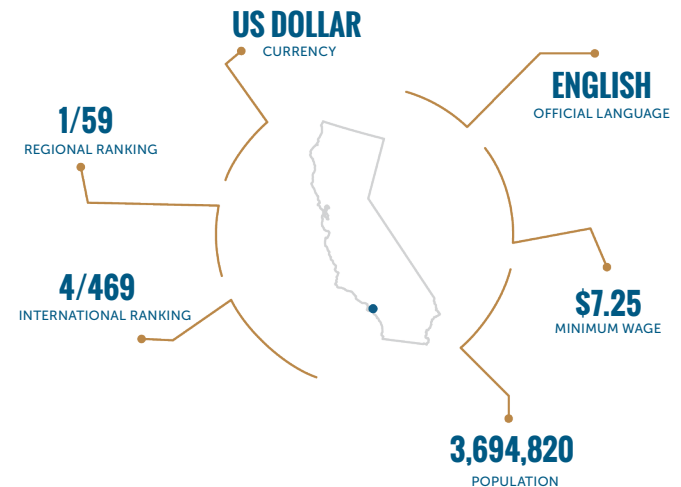 US DOLLAR
CURRENCY
ENGLISH
OFFICIAL LANGUAGE
1/59
REGIONAL RANKING
4/469
INTERNATIONAL RANKING
$7.25
MINIMUM WAGE
3,694,820
POPULATION